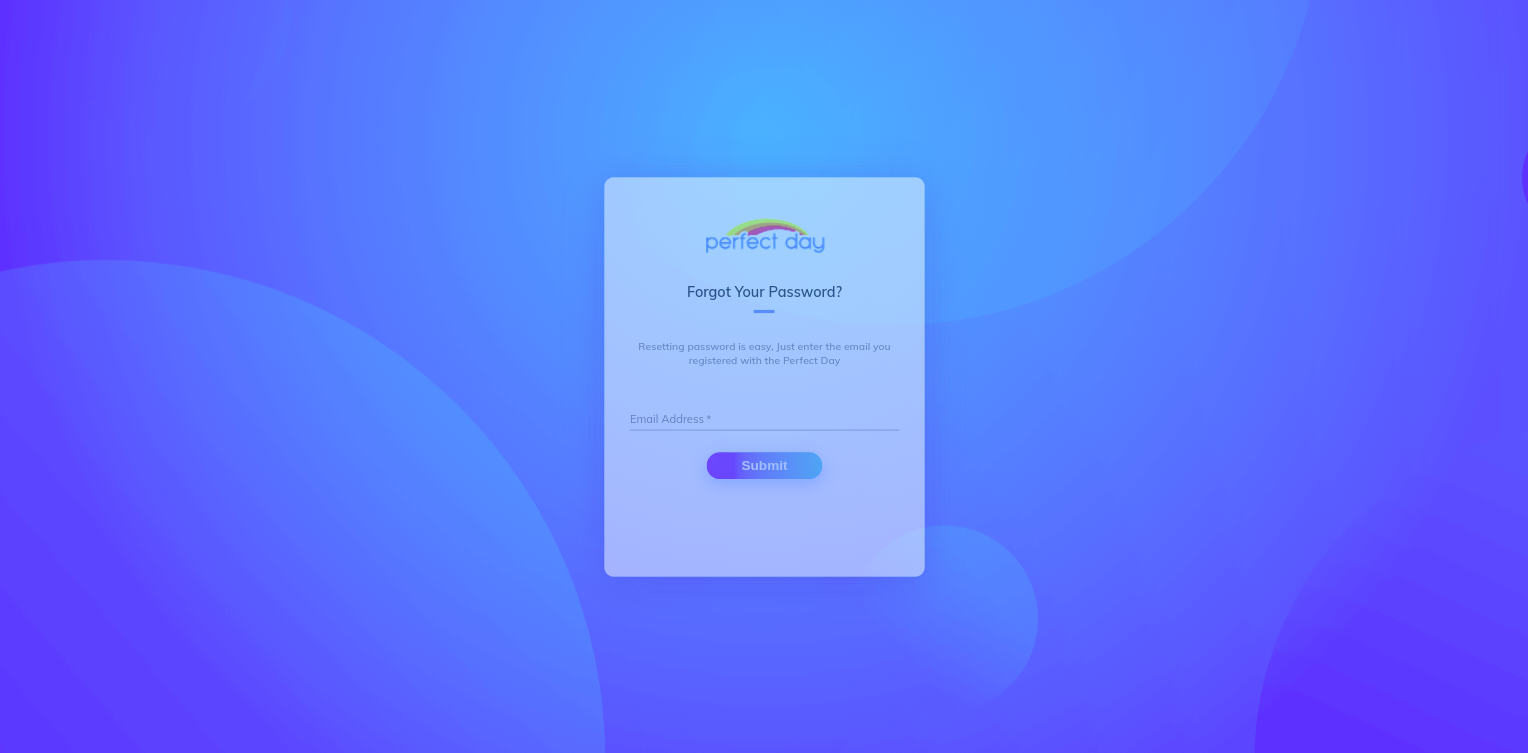 perfect day
Forgot Your Password?
Resetting password is easy, Just enter the email you
registered with the Perfect Day
Email Address *
Submit